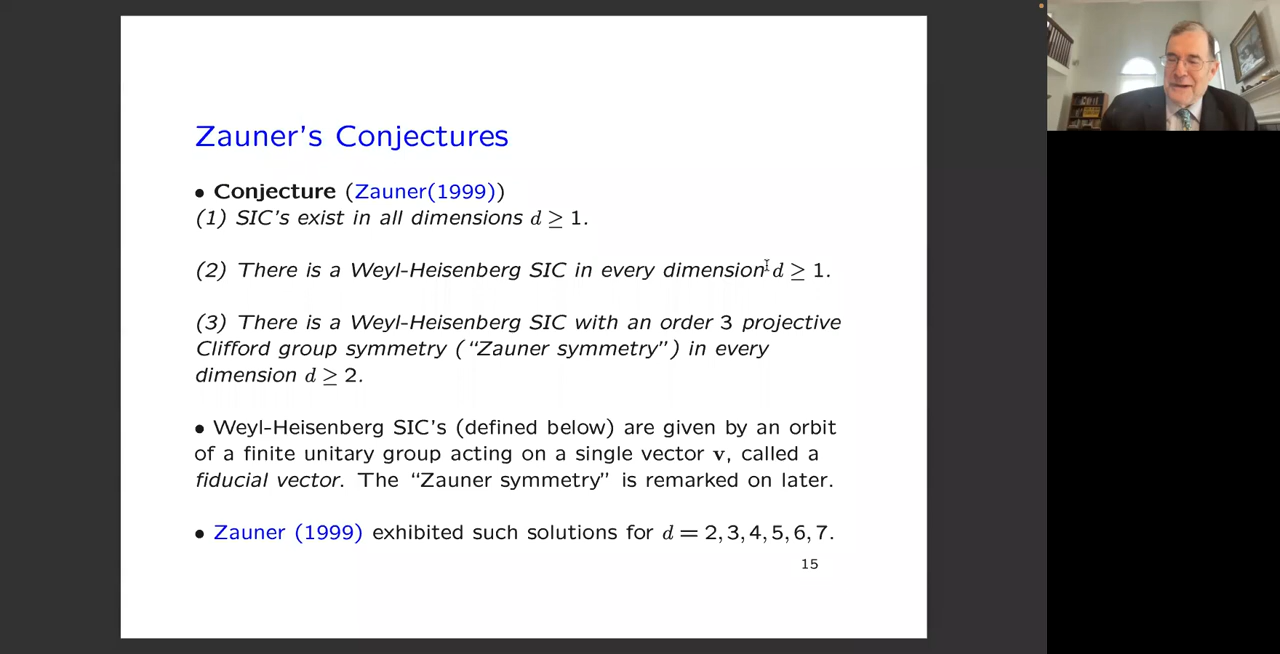 Zauner's Conjectures
• Conjecture (Zauner(1999))
(1) SIC's exist in all dimensions d ≥ 1.
(2) There is a Weyl-Heisenberg SIC in every dimension d ≥ 1.
(3) There is a Weyl-Heisenberg SIC with an order 3 projective
Clifford group symmetry ("Zauner symmetry") in every
dimension d ≥ 2.
• Weyl-Heisenberg SIC's (defined below) are given by an orbit
of a finite unitary group acting on a single vector v, called a
fiducial vector. The "Zauner symmetry" is remarked on later.
• Zauner (1999) exhibited such solutions for d = 2, 3, 4, 5, 6, 7.
15